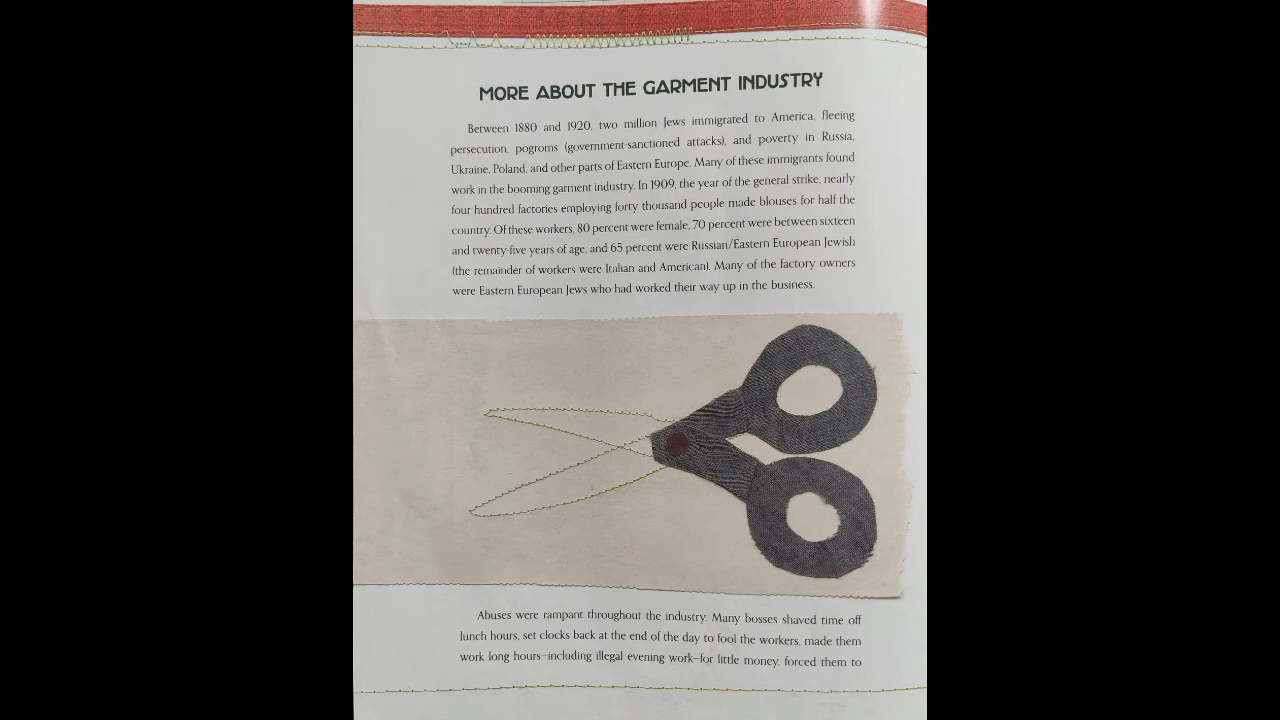 MORE ABOUT THE GARMENT INDUSTRY
Between 1880 and 1920, two million Jews immigrated to America, fleeing
persecution, pogroms (government-sanctioned attacks), and poverty in Russia,
Ukraine, Poland, and other parts of Eastern Europe. Many of these immigrants found
work in the booming garment industry. In 1909, the year of the general strike, nearly
four hundred factories employing forty thousand people made blouses for half the
country. Of these workers, 80 percent were female, 70 percent were between sixteen
and twenty-five years of age, and 65 percent were Russian/Eastern European Jewish
(the remainder of workers were Italian and American). Many of the factory owners
were Eastern European Jews who had worked their way up in the business.
Abuses were rampant throughout the industry. Many bosses shaved time off
lunch hours, set clocks back at the end of the day to fool the workers, made them
work long hours—including illegal evening work—for little money, forced them to